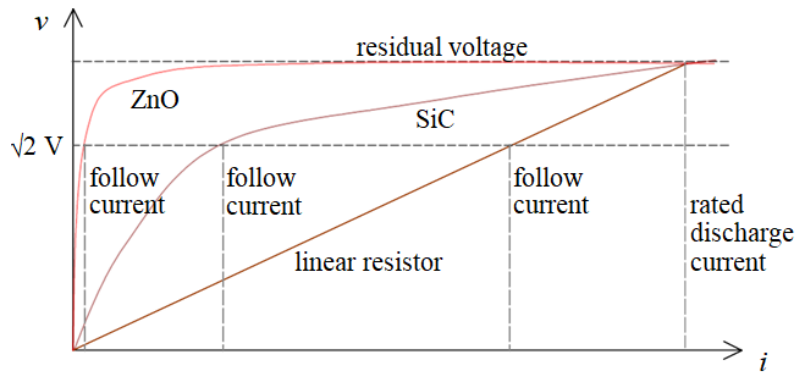 v
residual voltage
ZnO
SiC
√2 V
follow
current
follow
current
follow
current
rated
discharge
current
linear resistor
i